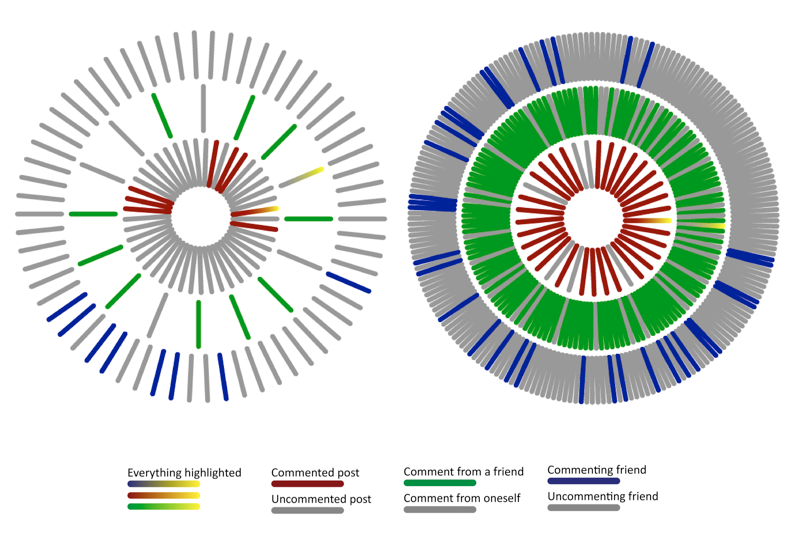 Everything highlighted
Commented post
Uncommented post
Comment from a friend
Comment from oneself
Commenting friend
Uncommenting friend